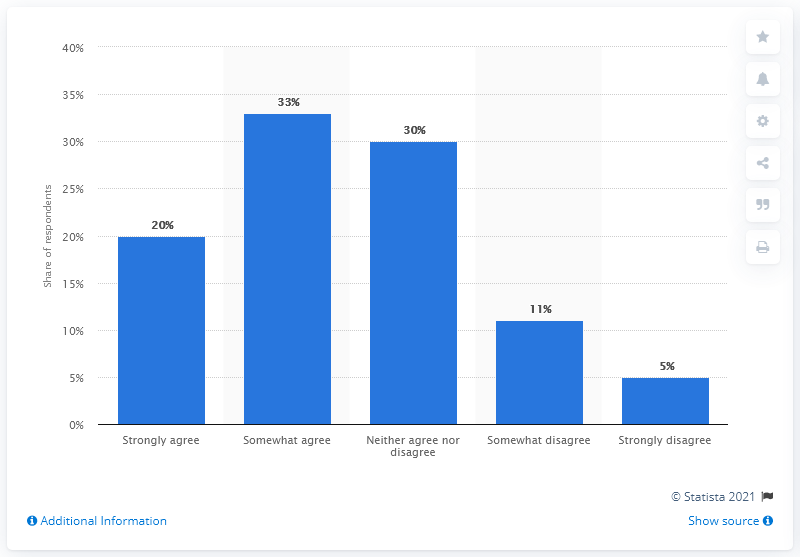 40%
35%
30%
25%
20%
15%
10%
5%
0%
Share of respondents
20%
33%
30%
11%
5%
Strongly agree
Somewhat agree
Neither agree nor
disagree
Somewhat disagree
Strongly disagree
© Statista 2021
Additional Information
Show source